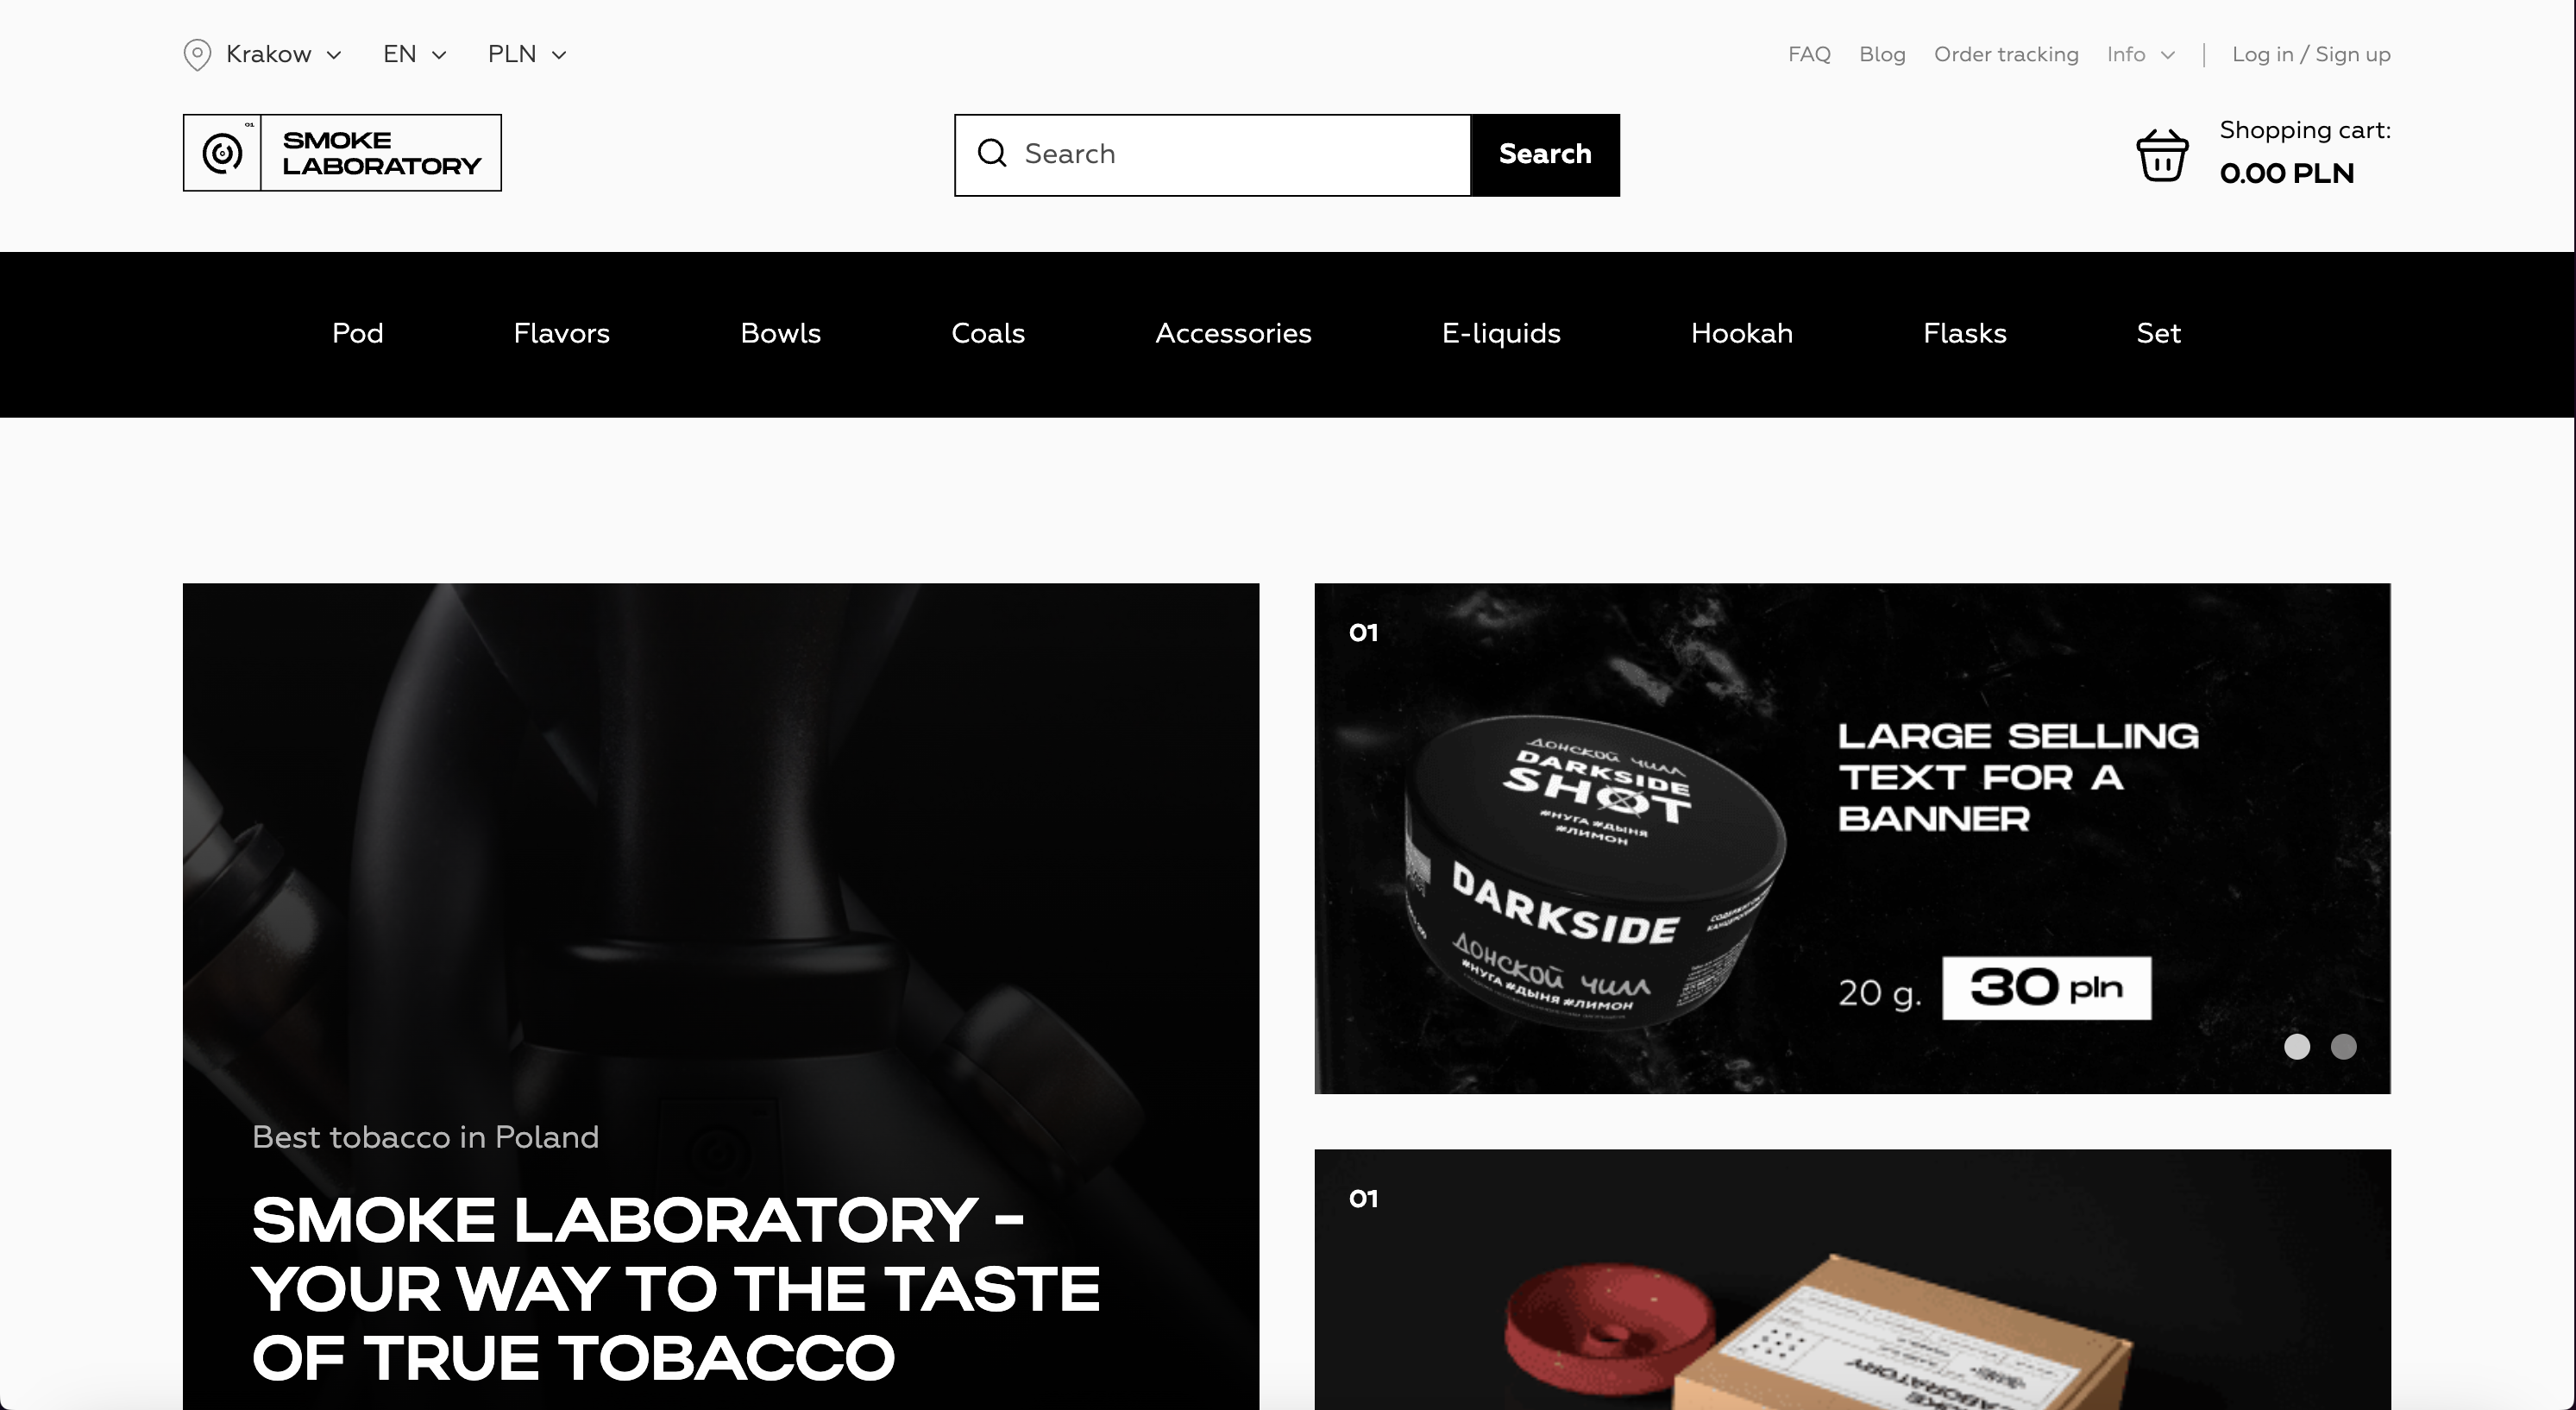 Krakow EN PLN FAQ Blog Order tracking Info Log in / Sign up
01
SMOKE
LABORATORY
Search Search
Shopping cart:
0.00 PLN
Pod Flavors Bowls Coals Accessories E-liquids Hookah Flasks Set
Best tobacco in Poland
SMOKE LABORATORY -
YOUR WAY TO THE TASTE
OF TRUE TOBACCO
01
ДОНСКОЙ ЧИЛЛ
DARKSIDE
SHOT
#НУГА #ДЫНЯ
#ЛИМОН
DARKSIDE
ДОНСКОЙ ЧИЛЛ
#НУГА #ДЫНЯ #ЛИМОН
LARGE SELLING
TEXT FOR A
BANNER
20 g. 30 pln
01
SMOKE
LABORATORY